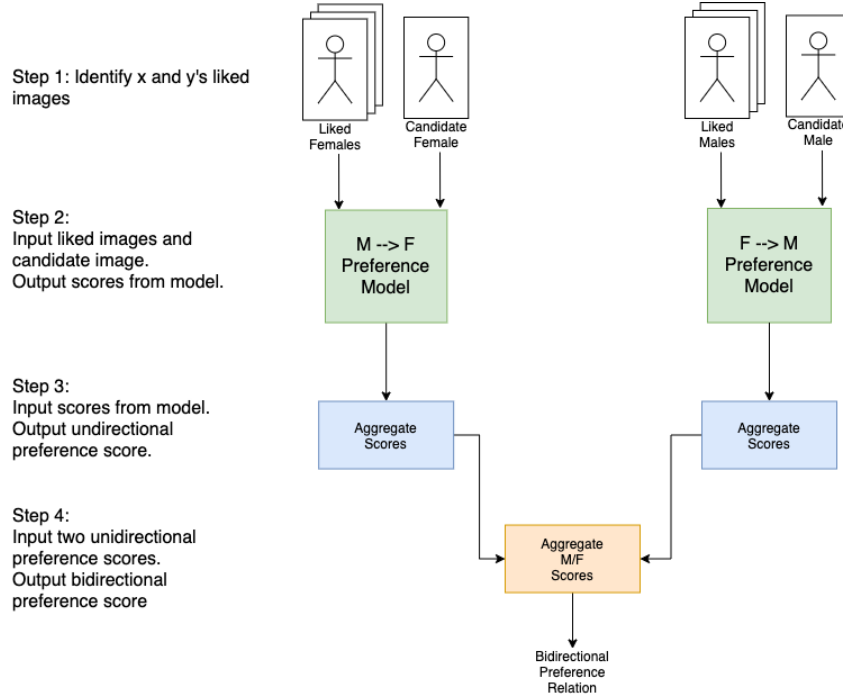 Step 1: Identify x and y's liked
images
Liked
Females
Candidate
Female
Liked
Males
Candidate
Male
Step 2:
Input liked images and
candidate image.
Output scores from model.
M --> F
Preference
Model
F --> M
Preference
Model
Step 3:
Input scores from model.
Output undirectional
preference score.
Aggregate
Scores
Aggregate
Scores
Step 4:
Input two unidirectional
preference scores.
Output bidirectional
preference score
Aggregate
M/F
Scores
Bidirectional
Preference
Relation